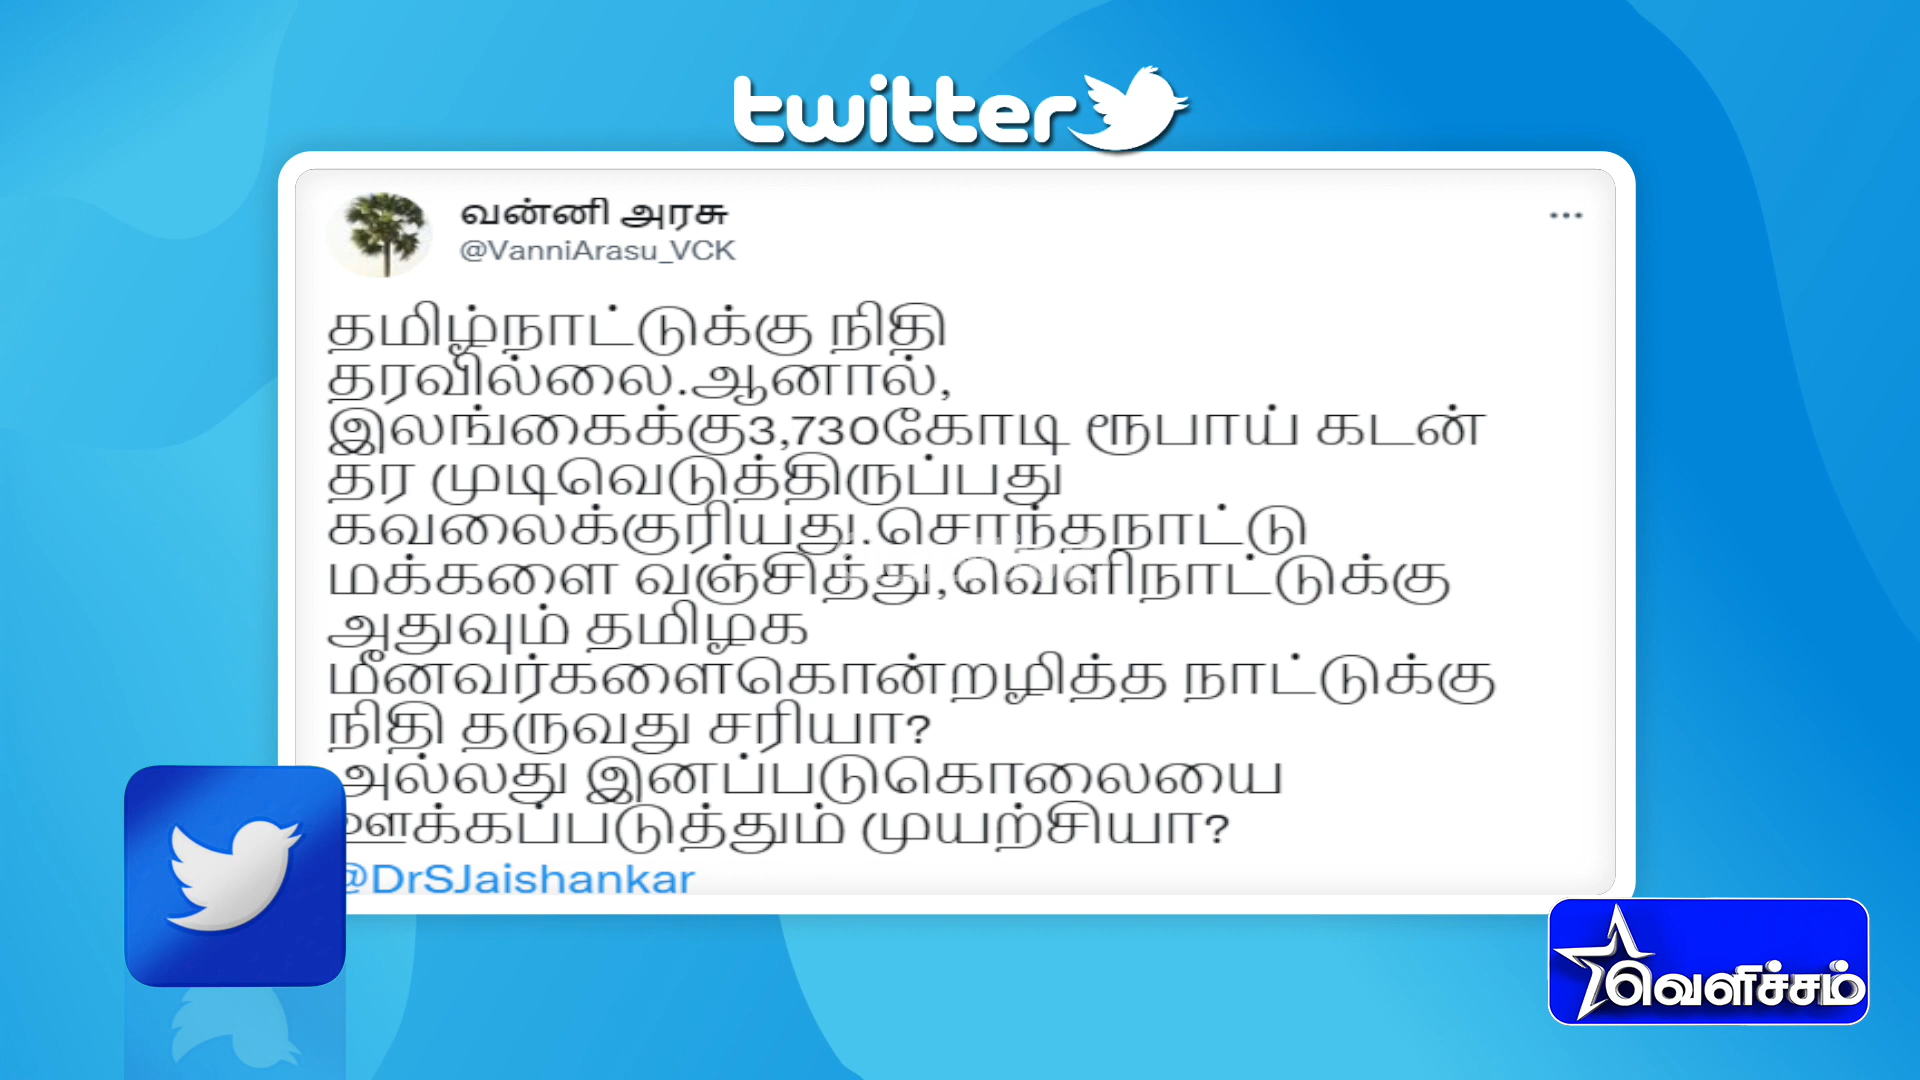 twitter
வன்னி அரசு
@VanniArasu_VCK
தமிழ்நாட்டுக்கு நிதி
தரவில்லை.ஆனால்,
இலங்கைக்கு3,730கோடி ரூபாய் கடன்
தர முடிவெடுத்திருப்பது
கவலைக்குரியது.சொந்தநாட்டு
மக்களை வஞ்சித்து,வெளிநாட்டுக்கு
அதுவும் தமிழக
மீனவர்களைகொன்றழித்த நாட்டுக்கு
நிதி தருவது சரியா?
அல்லது இனப்படுகொலையை
ஊக்கப்படுத்தும் முயற்சியா?
@DrSJaishankar
வெளிச்சம்